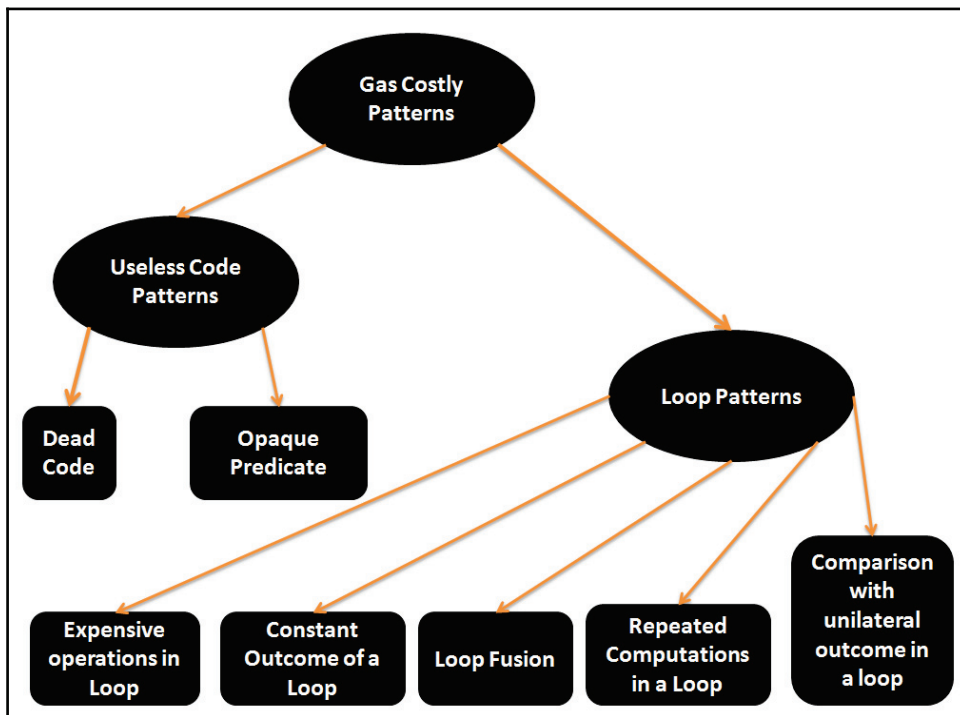 Gas Costly
Patterns
Useless Code
Patterns
Loop Patterns
Dead
Code
Opaque
Predicate
Expensive
operations in
Loop
Constant
Outcome of a
Loop
Loop Fusion
Repeated
Computations
in a Loop
Comparison
with
unilateral
outcome in
a loop